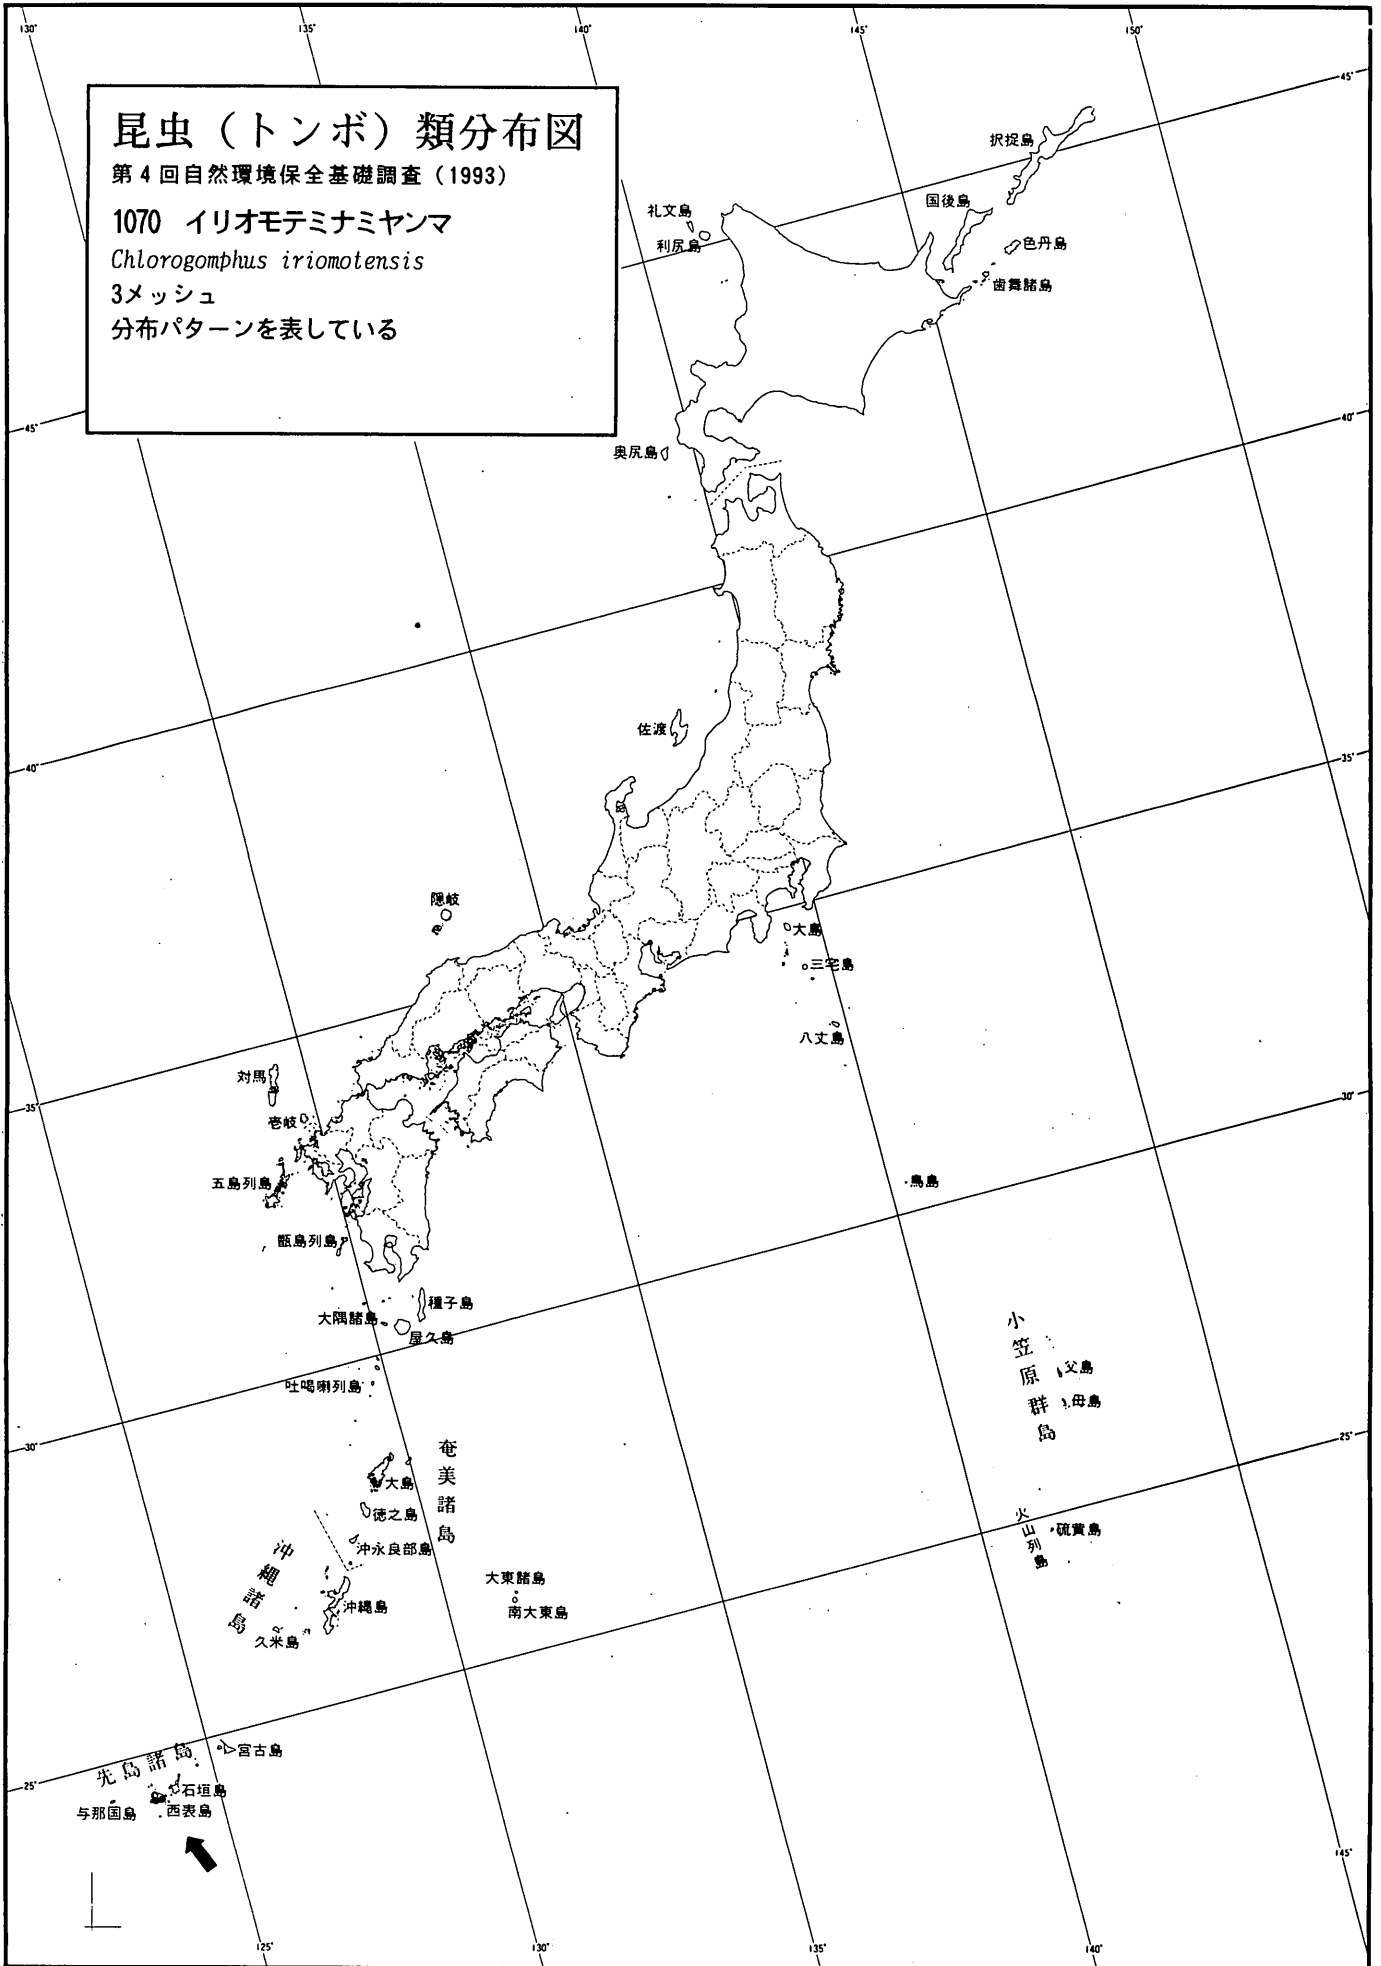 130°
135°
140°
145°
150°
昆虫（トンボ）類分布図
第４回自然環境保全基礎調査（1993）
1070　イリオモテミナミヤンマ
Chlorogomphus iriomotensis
3メッシュ
分布パターンを表している
45°
択捉島
国後島
礼文島
利尻島
色丹島
歯舞諸島
45°
40°
奥尻島
佐渡
40°
35°
隠岐
大島
三宅島
八丈島
対馬
35°
壱岐
30°
五島列島
鳥島
甑島列島
種子島
大隅諸島
屋久島
小笠原群島
父島
吐喝喇列島
母島
30°
25°
奄美諸島
大島
徳之島
沖永良部島
火山列島
硫黄島
沖縄諸島
大東諸島
南大東島
沖縄島
久米島
先島諸島
宮古島
25°
石垣島
与那国島
西表島
145°
125°
130°
135°
140°